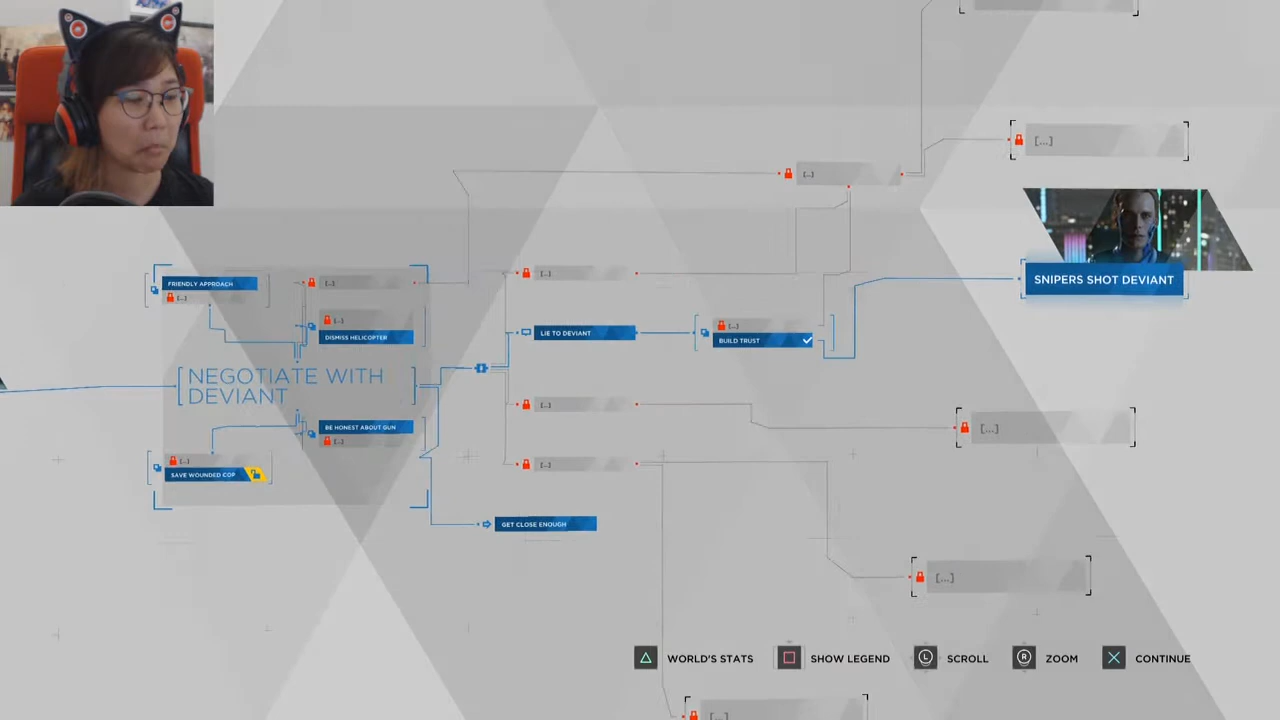 [...]
[...]
FRIENDLY APPROACH
[...]
[...]
[...]
[...]
SNIPERS SHOT DEVIANT
[...]
DISMISS HELICOPTER
LIE TO DEVIANT
[...]
BUILD TRUST
NEGOTIATE WITH
DEVIANT
[...]
BE HONEST ABOUT GUN
[...]
[...]
[...]
SAVE WOUNDED COP
[...]
GET CLOSE ENOUGH
[...]
WORLD'S STATS
SHOW LEGEND
L
SCROLL
R
ZOOM
CONTINUE
[...]